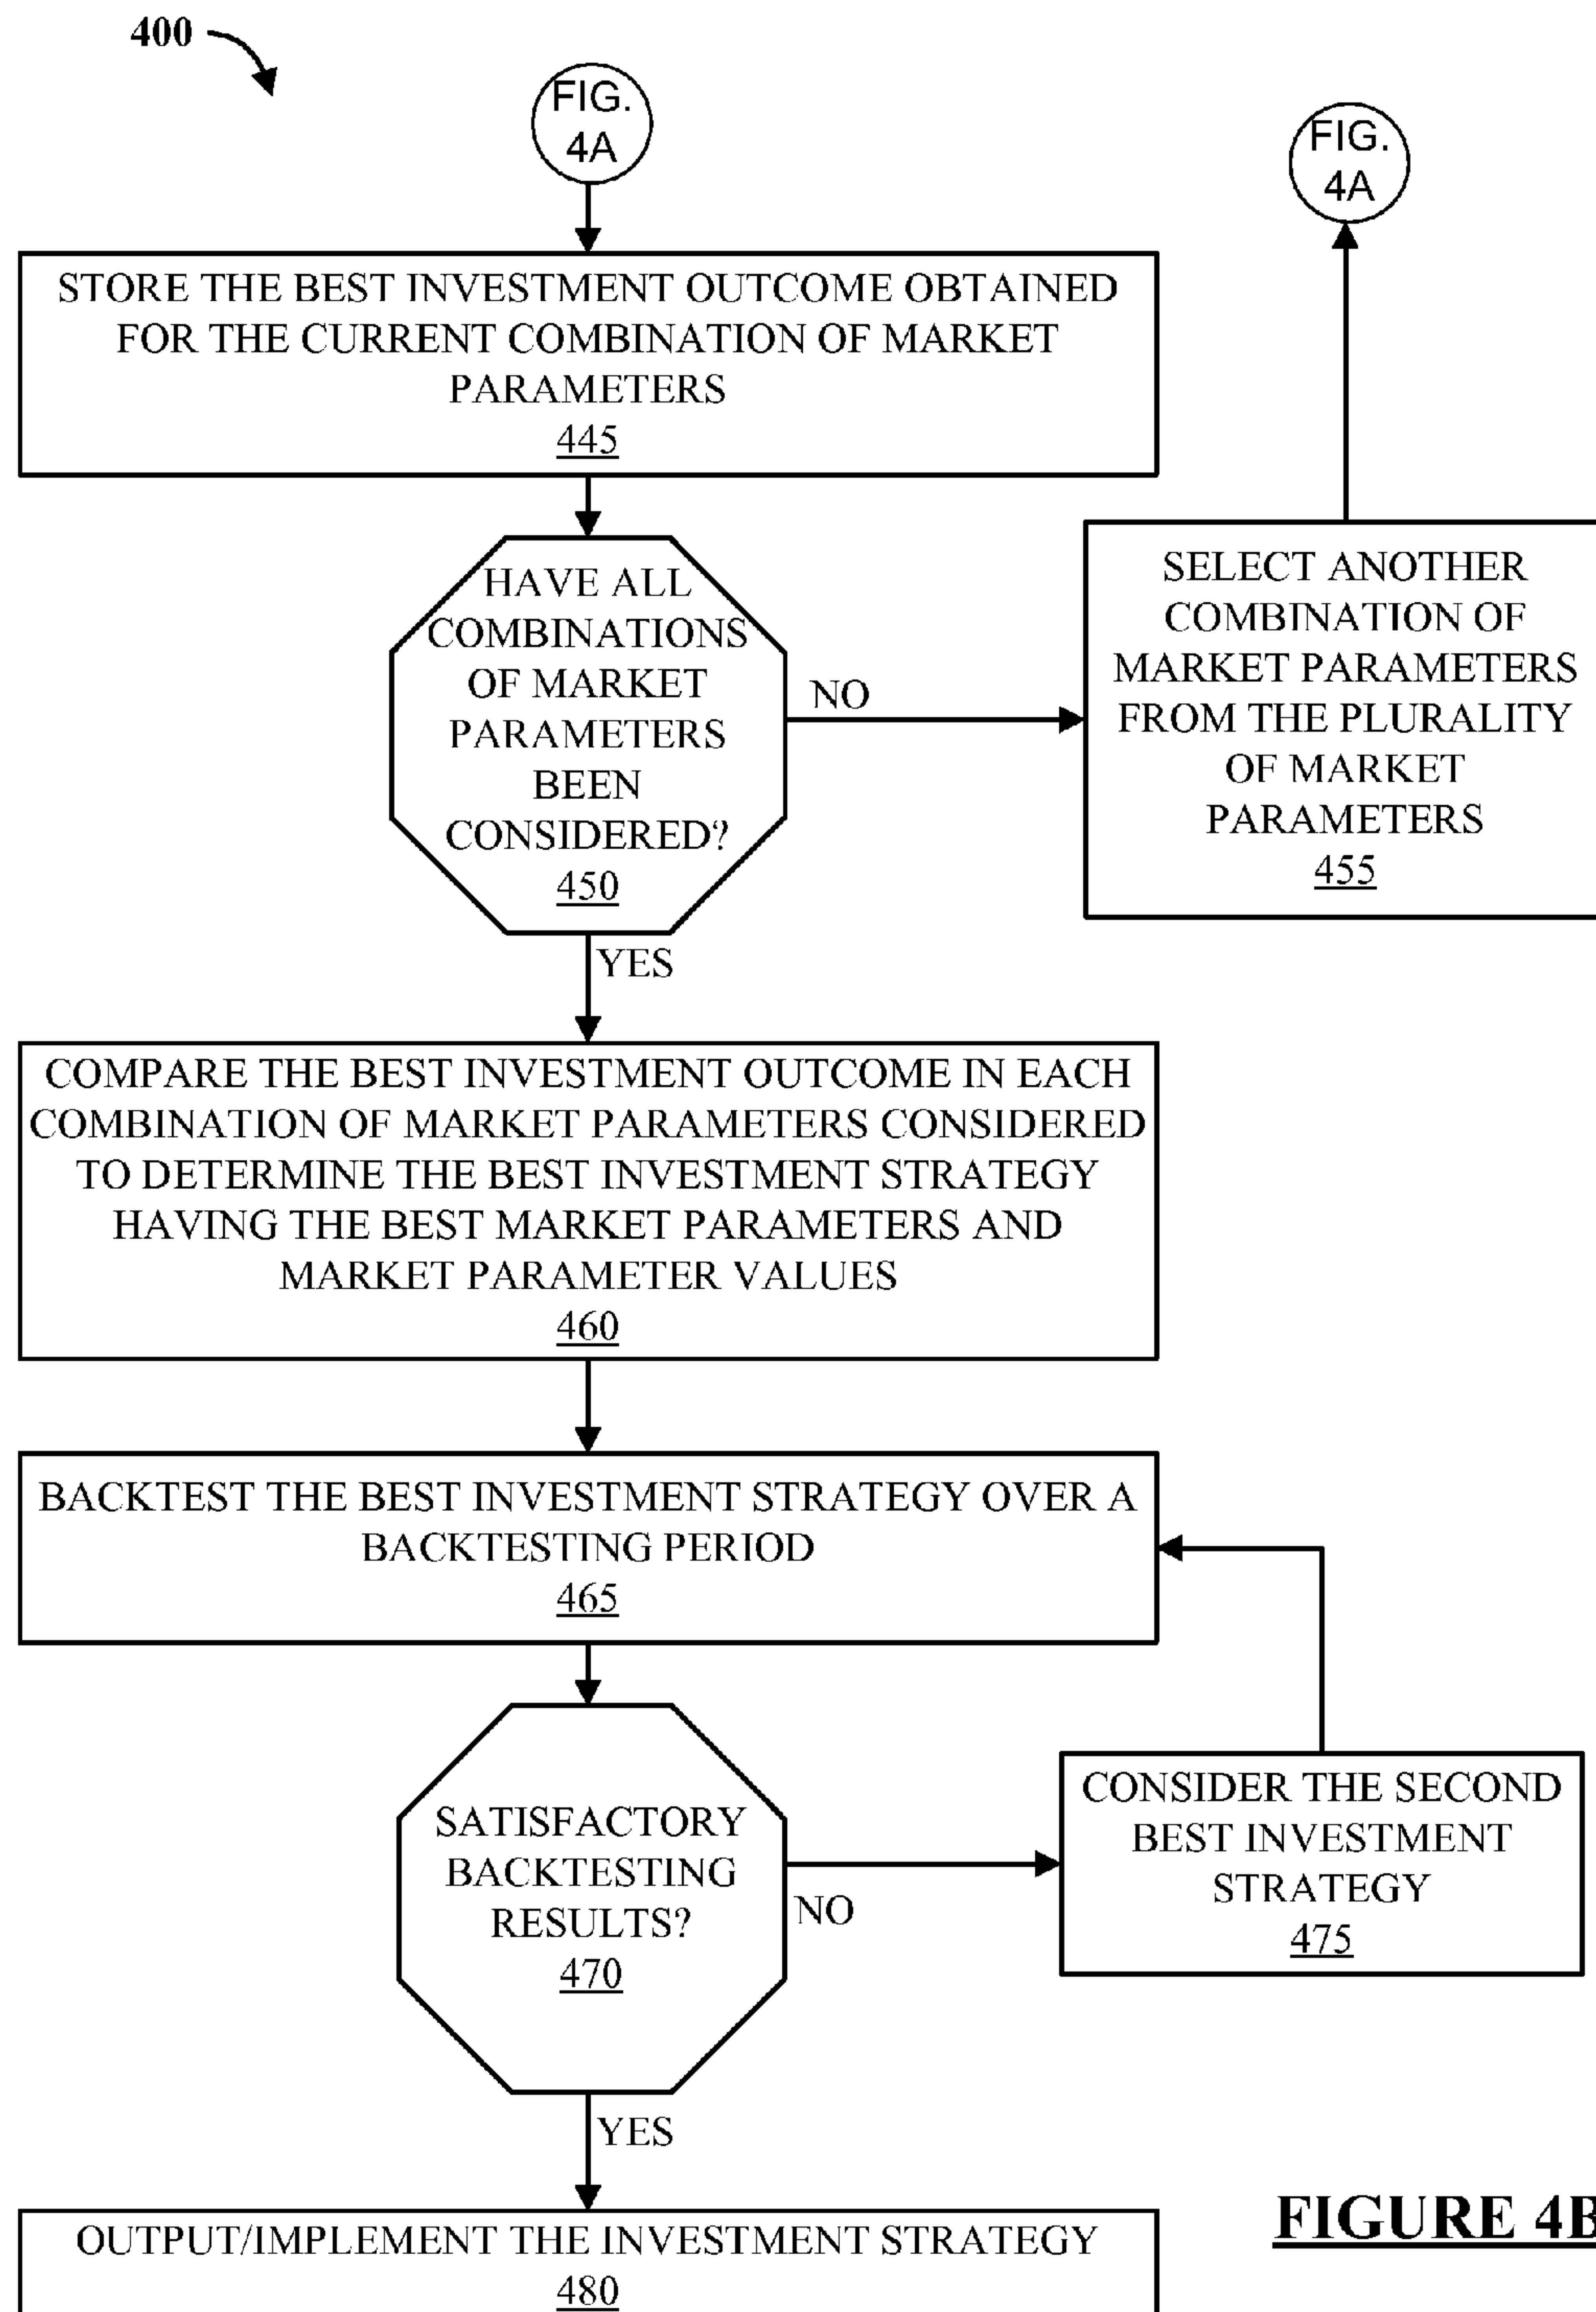 400
FIG.
4A
FIG.
4A
STORE THE BEST INVESTMENT OUTCOME OBTAINED
FOR THE CURRENT COMBINATION OF MARKET
PARAMETERS
445
HAVE ALL
COMBINATIONS
OF MARKET
PARAMETERS
BEEN
CONSIDERED?
450
NO
SELECT ANOTHER
COMBINATION OF
MARKET PARAMETERS
FROM THE PLURALITY
OF MARKET
PARAMETERS
455
YES
COMPARE THE BEST INVESTMENT OUTCOME IN EACH
COMBINATION OF MARKET PARAMETERS CONSIDERED
TO DETERMINE THE BEST INVESTMENT STRATEGY
HAVING THE BEST MARKET PARAMETERS AND
MARKET PARAMETER VALUES
460
BACKTEST THE BEST INVESTMENT STRATEGY OVER A
BACKTESTING PERIOD
465
SATISFACTORY
BACKTESTING
RESULTS?
470
NO
CONSIDER THE SECOND
BEST INVESTMENT
STRATEGY
475
YES
OUTPUT/IMPLEMENT THE INVESTMENT STRATEGY
480
FIGURE 4B